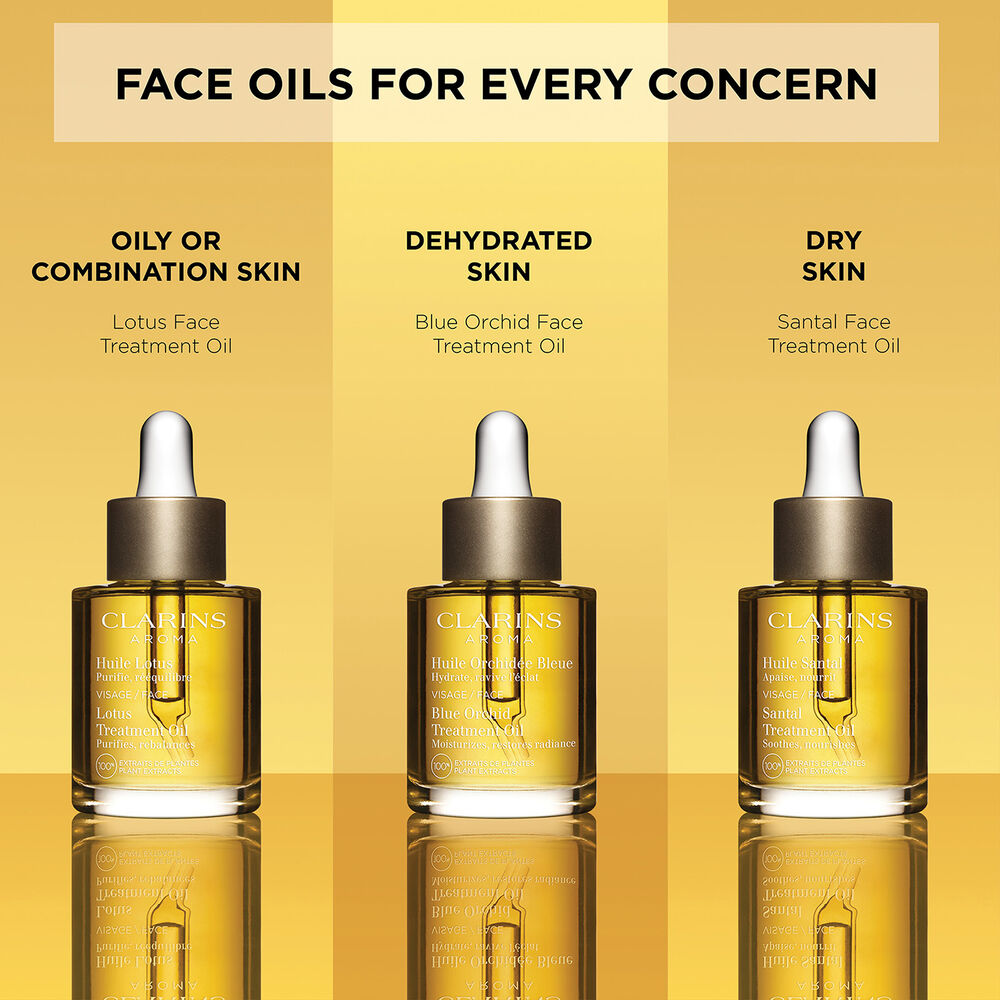 FACE OILS FOR EVERY CONCERN
OILY OR
COMBINATION SKIN
Lotus Face
Treatment Oil
DEHYDRATED
SKIN
Blue Orchid Face
Treatment Oil
DRY
SKIN
Santal Face
Treatment Oil
CLARINS
AROMA
Huile Lotus
Purifie, rééquilibre
VISAGE / FACE
Lotus
Treatment Oil
Purifies, rebalances
100%
EXTRAITS DE PLANTES
PLANT EXTRACTS
CLARINS
AROMA
Huile Orchidée Bleue
Hydrate, ravive l'éclat
VISAGE / FACE
Blue Orchid
Treatment Oil
Moisturizes, restores radiance
100%
EXTRAITS DE PLANTES
PLANT EXTRACTS
CLARINS
AROMA
Huile Santal
Apaise, nourrit
VISAGE / FACE
Santal
Treatment Oil
Soothes, nourishes
100%
EXTRAITS DE PLANTES
PLANT EXTRACTS